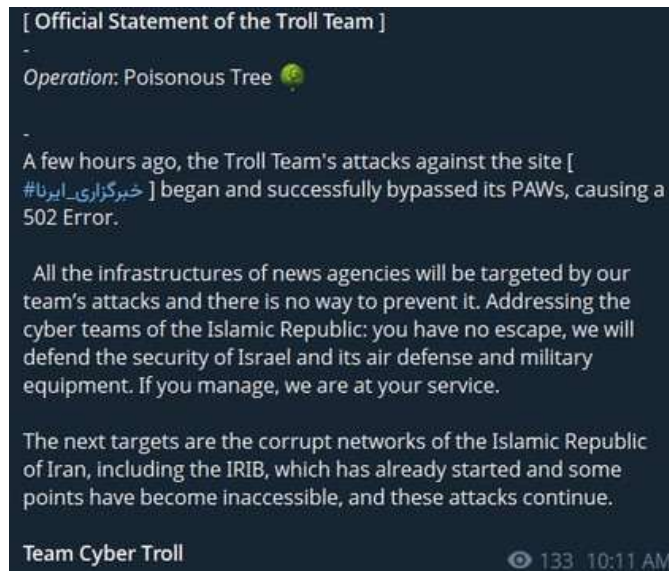 [ Official Statement of the Troll Team ]
-
Operation: Poisonous Tree 🌳
-
A few hours ago, the Troll Team's attacks against the site [
#خبرگزاری_ایرنا ] began and successfully bypassed its PAWs, causing a
502 Error.
All the infrastructures of news agencies will be targeted by our
team's attacks and there is no way to prevent it. Addressing the
cyber teams of the Islamic Republic: you have no escape, we will
defend the security of Israel and its air defense and military
equipment. If you manage, we are at your service.
The next targets are the corrupt networks of the Islamic Republic
of Iran, including the IRIB, which has already started and some
points have become inaccessible, and these attacks continue.
Team Cyber Troll
133 10:11 AM